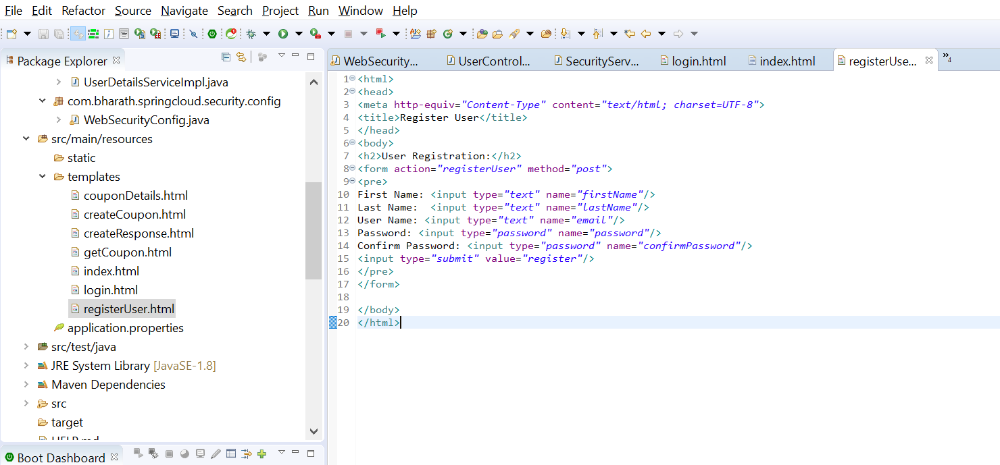 File Edit Refactor Source Navigate Search Project Run Window Help
Package Explorer
UserDetailsServiceImpl.java
com.bharath.springcloud.security.config
WebSecurityConfig.java
src/main/resources
static
templates
couponDetails.html
createCoupon.html
createResponse.html
getCoupon.html
index.html
login.html
registerUser.html
application.properties
src/test/java
JRE System Library [JavaSE-1.8]
Maven Dependencies
src
target
HELP.md
Boot Dashboard
WebSecurity... UserControl... SecurityServ... login.html index.html registerUse... »4
1 <html>
2 <head>
3 <meta http-equiv="Content-Type" content="text/html; charset=UTF-8">
4 <title>Register User</title>
5 </head>
6 <body>
7 <h2>User Registration:</h2>
8 <form action="registerUser" method="post">
9 <pre>
10 First Name: <input type="text" name="firstName"/>
11 Last Name:  <input type="text" name="lastName"/>
12 User Name: <input type="text" name="email"/>
13 Password: <input type="password" name="password"/>
14 Confirm Password: <input type="password" name="confirmPassword"/>
15 <input type="submit" value="register"/>
16 </pre>
17 </form>
18
19 </body>
20 </html>